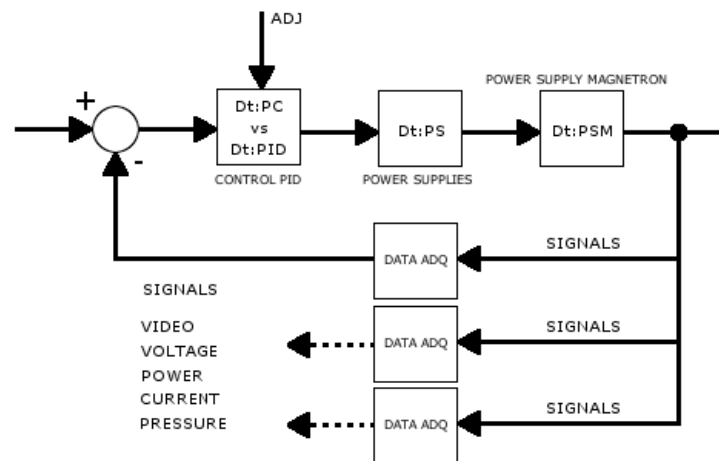 ADJ
POWER SUPPLY MAGNETRON
+
Dt:PC
vs
Dt:PID
Dt:PS
Dt:PSM
-
CONTROL PID
POWER SUPPLIES
SIGNALS
DATA ADQ
SIGNALS
VIDEO
VOLTAGE
POWER
CURRENT
PRESSURE
SIGNALS
DATA ADQ
SIGNALS
DATA ADQ